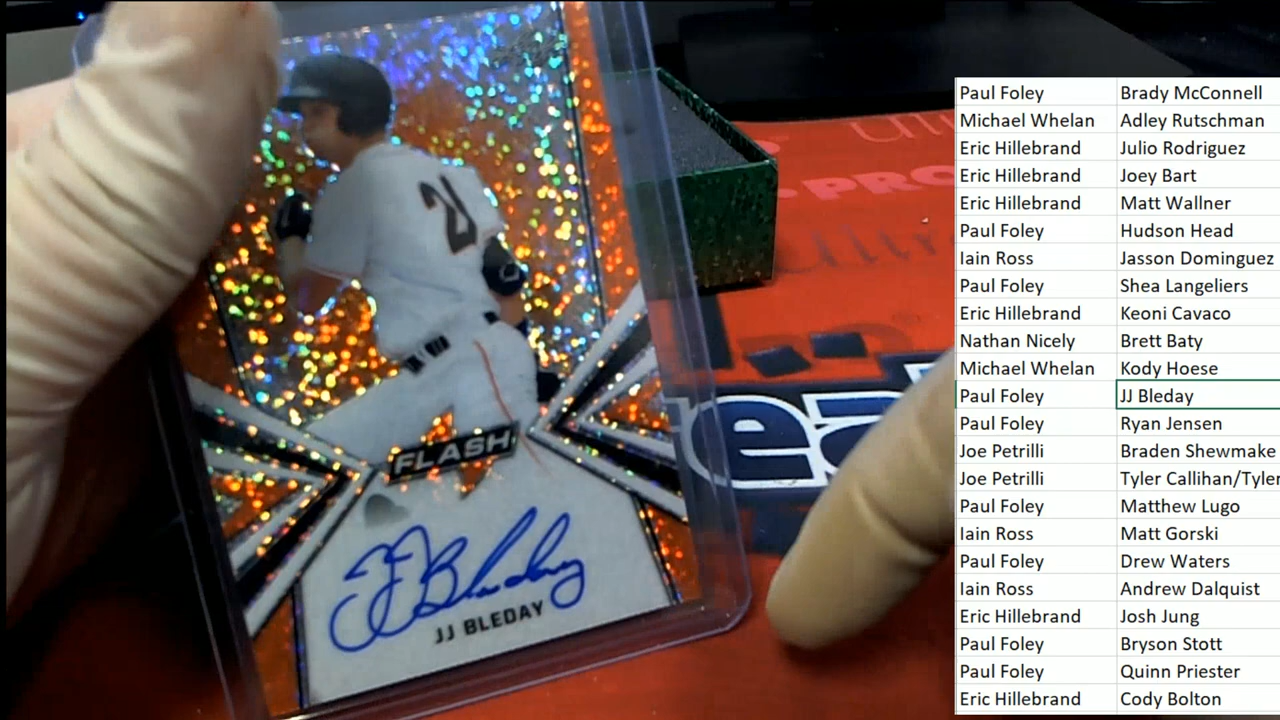 21
FLASH
JJ Bleday
JJ BLEDAY
Ultra
PRO
Paul Foley Brady McConnell
Michael Whelan Adley Rutschman
Eric Hillebrand Julio Rodriguez
Eric Hillebrand Joey Bart
Eric Hillebrand Matt Wallner
Paul Foley Hudson Head
Iain Ross Jasson Dominguez
Paul Foley Shea Langeliers
Eric Hillebrand Keoni Cavaco
Nathan Nicely Brett Baty
Michael Whelan Kody Hoese
Paul Foley JJ Bleday
Paul Foley Ryan Jensen
Joe Petrilli Braden Shewmake
Joe Petrilli Tyler Callihan/Tyler
Paul Foley Matthew Lugo
Iain Ross Matt Gorski
Paul Foley Drew Waters
Iain Ross Andrew Dalquist
Eric Hillebrand Josh Jung
Paul Foley Bryson Stott
Paul Foley Quinn Priester
Eric Hillebrand Cody Bolton